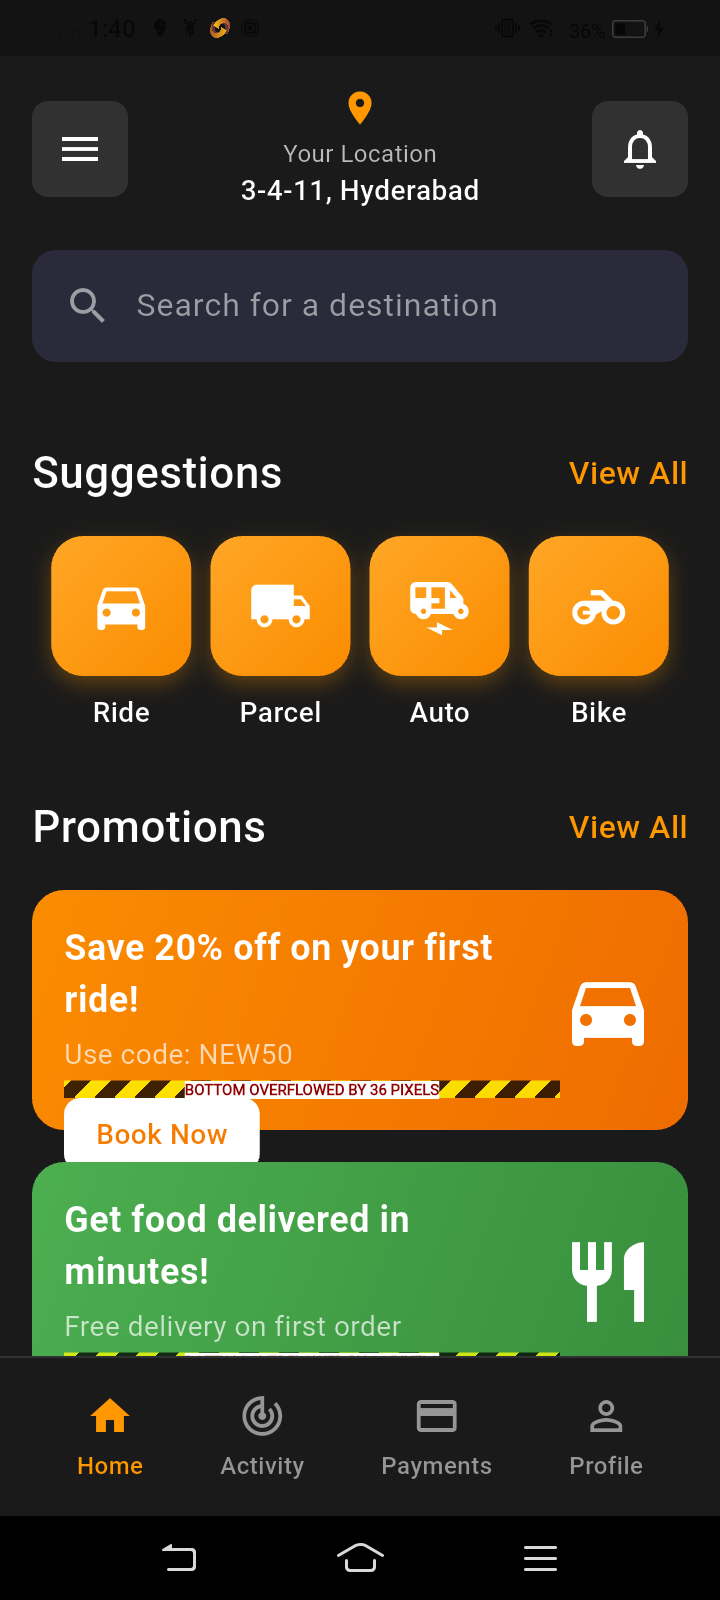 1:40
36%
Your Location
3-4-11, Hyderabad
Search for a destination
Suggestions
View All
Ride
Parcel
Auto
Bike
Promotions
View All
Save 20% off on your first
ride!
Use code: NEW50
BOTTOM OVERFLOWED BY 36 PIXELS
Book Now
Get food delivered in
minutes!
Free delivery on first order
Home
Activity
Payments
Profile